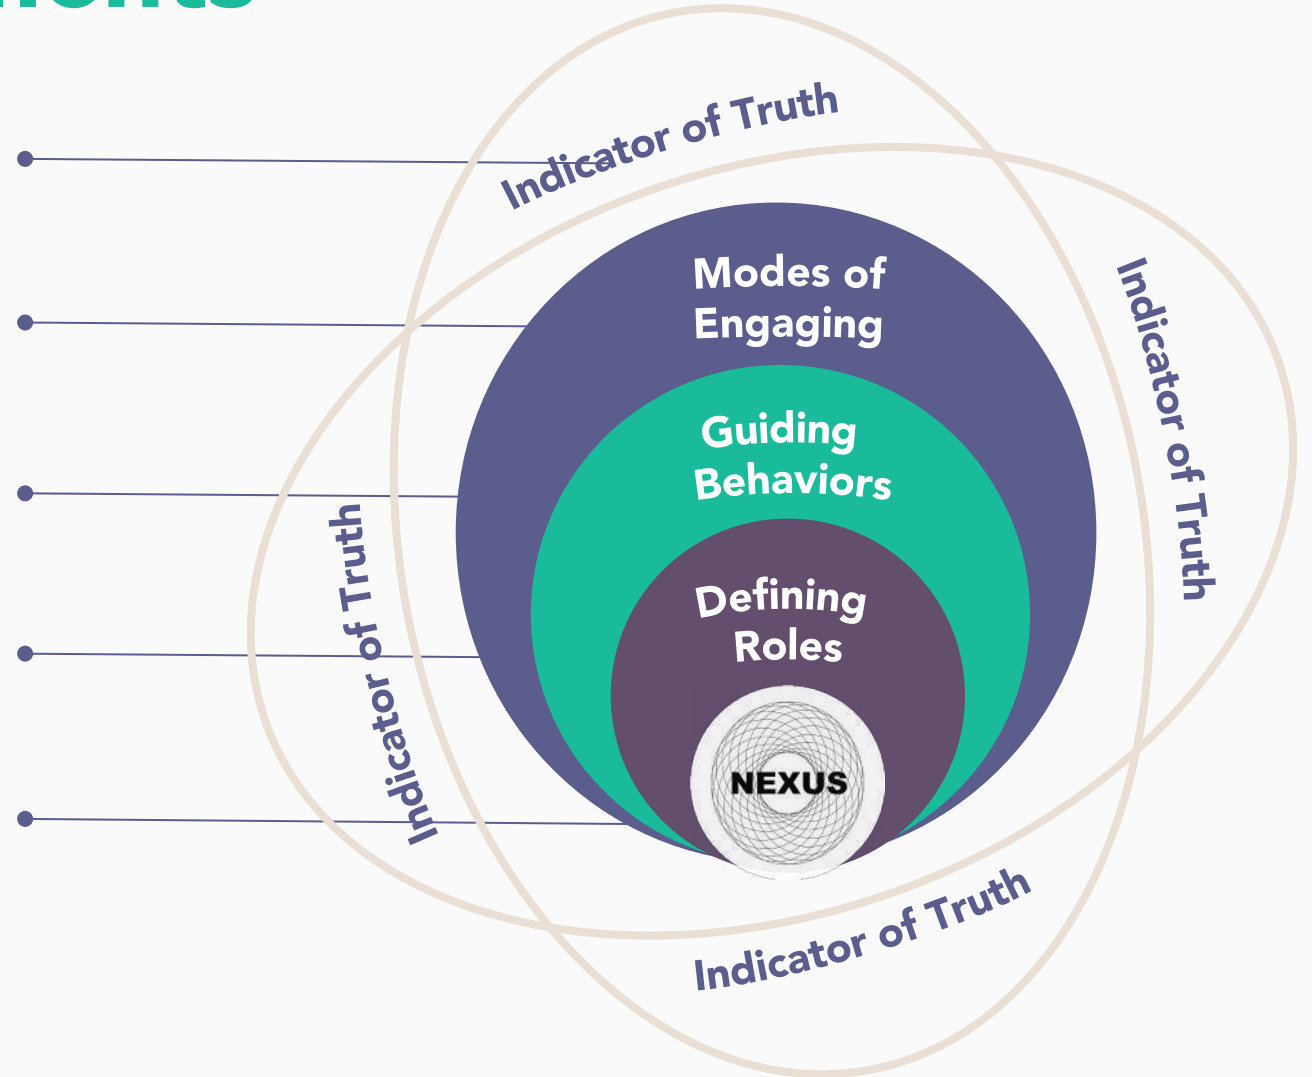 Indicator of Truth
Modes of
Engaging
Indicator of Truth
Guiding
Behaviors
Indicator of Truth
Defining
Roles
NEXUS
Indicator of Truth